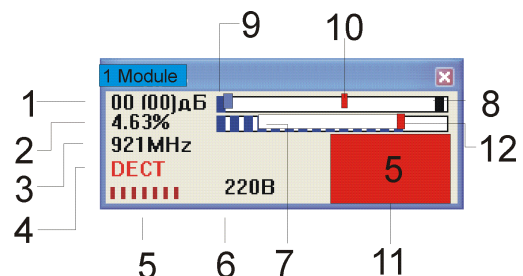 9 10
1 Module
1 00 (00)дБ 8
2 4.63% 12
3 921MHz
4 DECT 5
220В
5 6 7 11